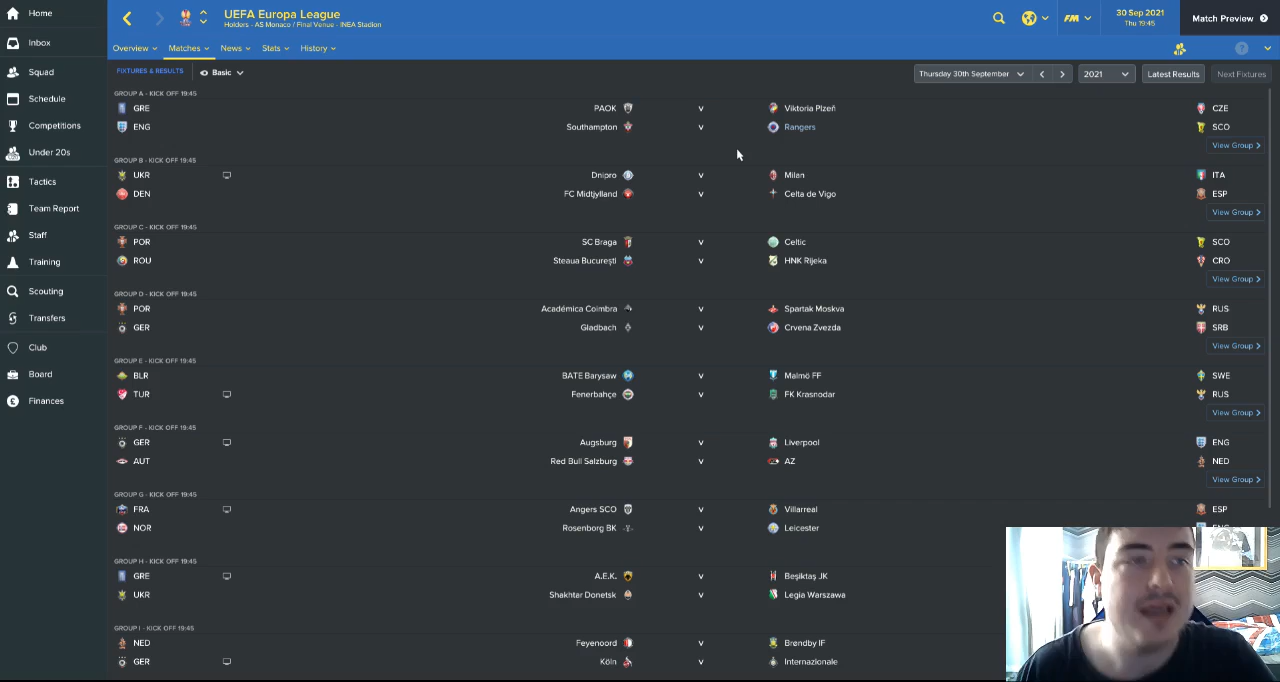 Home
UEFA Europa League
Holders - AS Monaco / Final Venue - INEA Stadion
FM
30 Sep 2021
Thu 19:45
Match Preview
Inbox
Overview Matches News Stats History
Squad
FIXTURES & RESULTS Basic Thursday 30th September 2021 Latest Results Next Fixtures
Schedule
GROUP A - KICK OFF 19:45
GRE PAOK v Viktoria Plzeň CZE
Competitions
ENG Southampton v Rangers SCO
View Group
Under 20s
GROUP B - KICK OFF 19:45
UKR Dnipro v Milan ITA
Tactics
DEN FC Midtjylland v Celta de Vigo ESP
Team Report
View Group
GROUP C - KICK OFF 19:45
Staff
POR SC Braga v Celtic SCO
Training
ROU Steaua Bucureşti v HNK Rijeka CRO
View Group
Scouting
GROUP D - KICK OFF 19:45
POR Académica Coimbra v Spartak Moskva RUS
Transfers
GER Gladbach v Crvena Zvezda SRB
Club
View Group
GROUP E - KICK OFF 19:45
Board
BLR BATE Barysaw v Malmö FF SWE
TUR Fenerbahçe v FK Krasnodar RUS
Finances
View Group
GROUP F - KICK OFF 19:45
GER Augsburg v Liverpool ENG
AUT Red Bull Salzburg v AZ NED
View Group
GROUP G - KICK OFF 19:45
FRA Angers SCO v Villarreal ESP
NOR Rosenborg BK v Leicester
GROUP H - KICK OFF 19:45
GRE A.E.K. v Beşiktaş JK
UKR Shakhtar Donetsk v Legia Warszawa
GROUP I - KICK OFF 19:45
NED Feyenoord v Brøndby IF
GER Köln v Internazionale